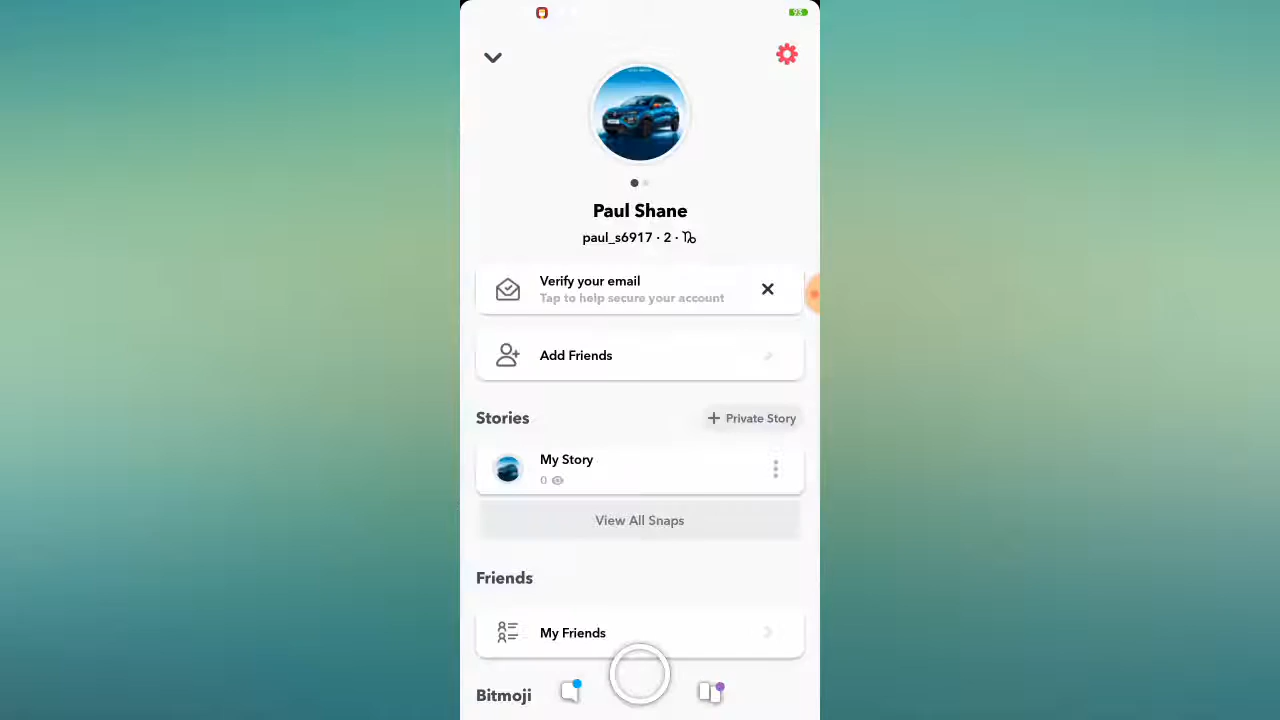 93
Paul Shane
paul_s6917 · 2 · ♑
Verify your email
Tap to help secure your account
Add Friends
Stories
+ Private Story
My Story
0
View All Snaps
Friends
My Friends
Bitmoji